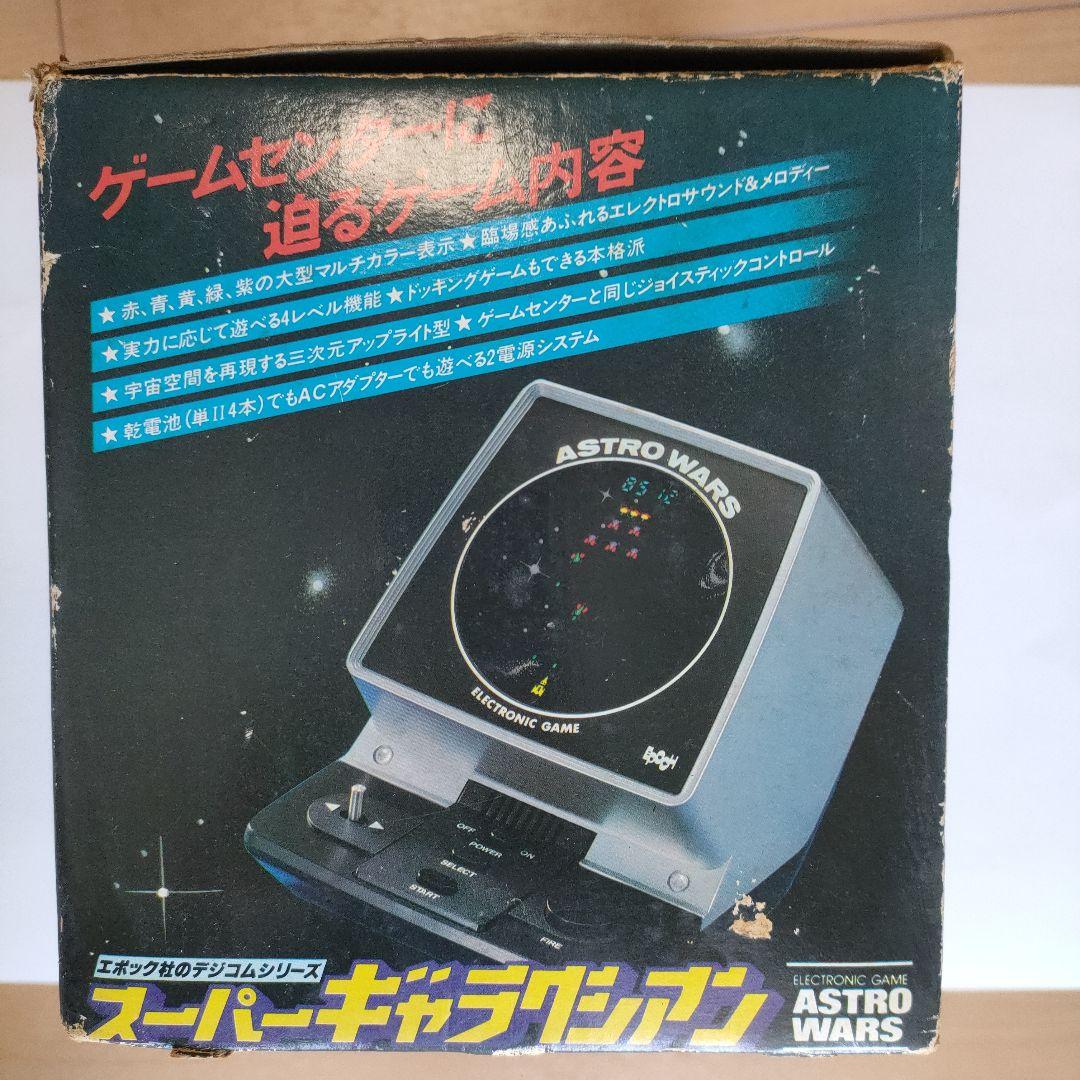 ゲームセンターに
迫るゲーム内容
★赤、青、黄、緑、紫の大型マルチカラー表示★臨場感あふれるエレクトロサウンド&メロディー
★実力に応じて遊べる4レベル機能★ドッキングゲームもできる本格派
★宇宙空間を再現する三次元アップライト型★ゲームセンターと同じジョイスティックコントロール
★乾電池(単II4本)でもACアダプターでも遊べる2電源システム
ASTRO WARS
8512
ELECTRONIC GAME
EPOCH
OFF POWER ON
SELECT
START
FIRE
エポック社のデジコムシリーズ
スーパーギャラクシアン
ELECTRONIC GAME
ASTRO
WARS